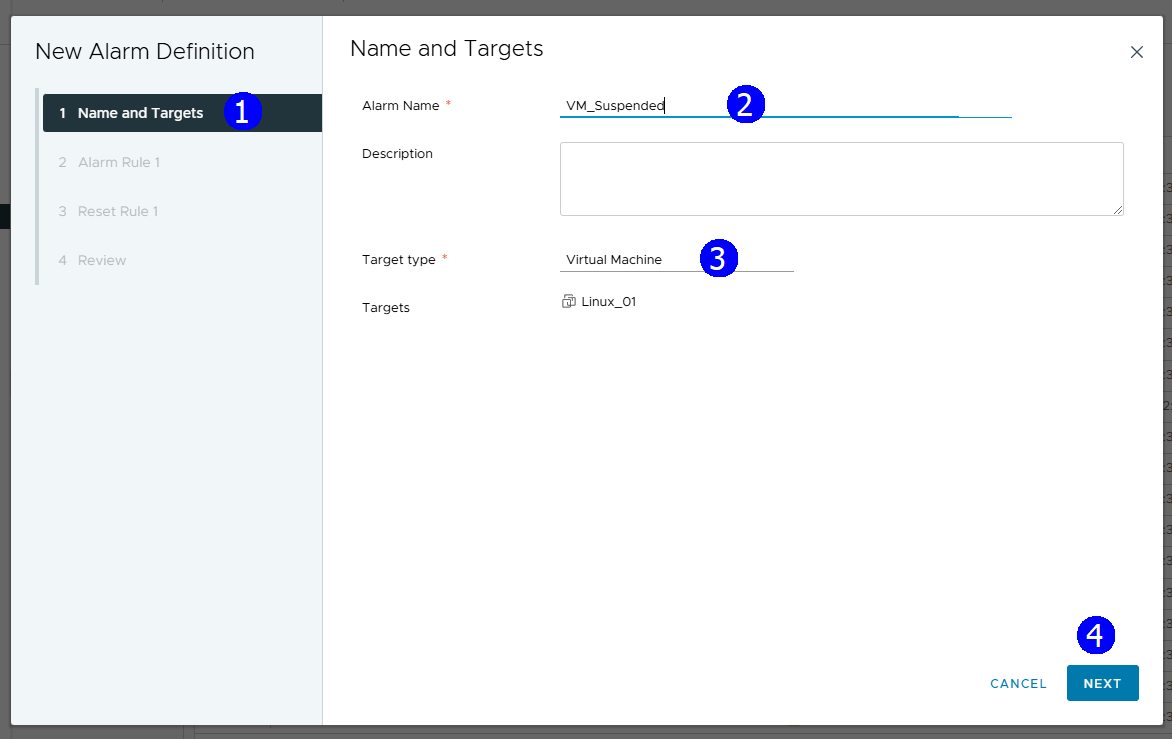 New Alarm Definition
1 Name and Targets 1
2 Alarm Rule 1
3 Reset Rule 1
4 Review
Name and Targets
Alarm Name * VM_Suspended 2
Description
Target type * Virtual Machine 3
Targets Linux_01
4
CANCEL NEXT